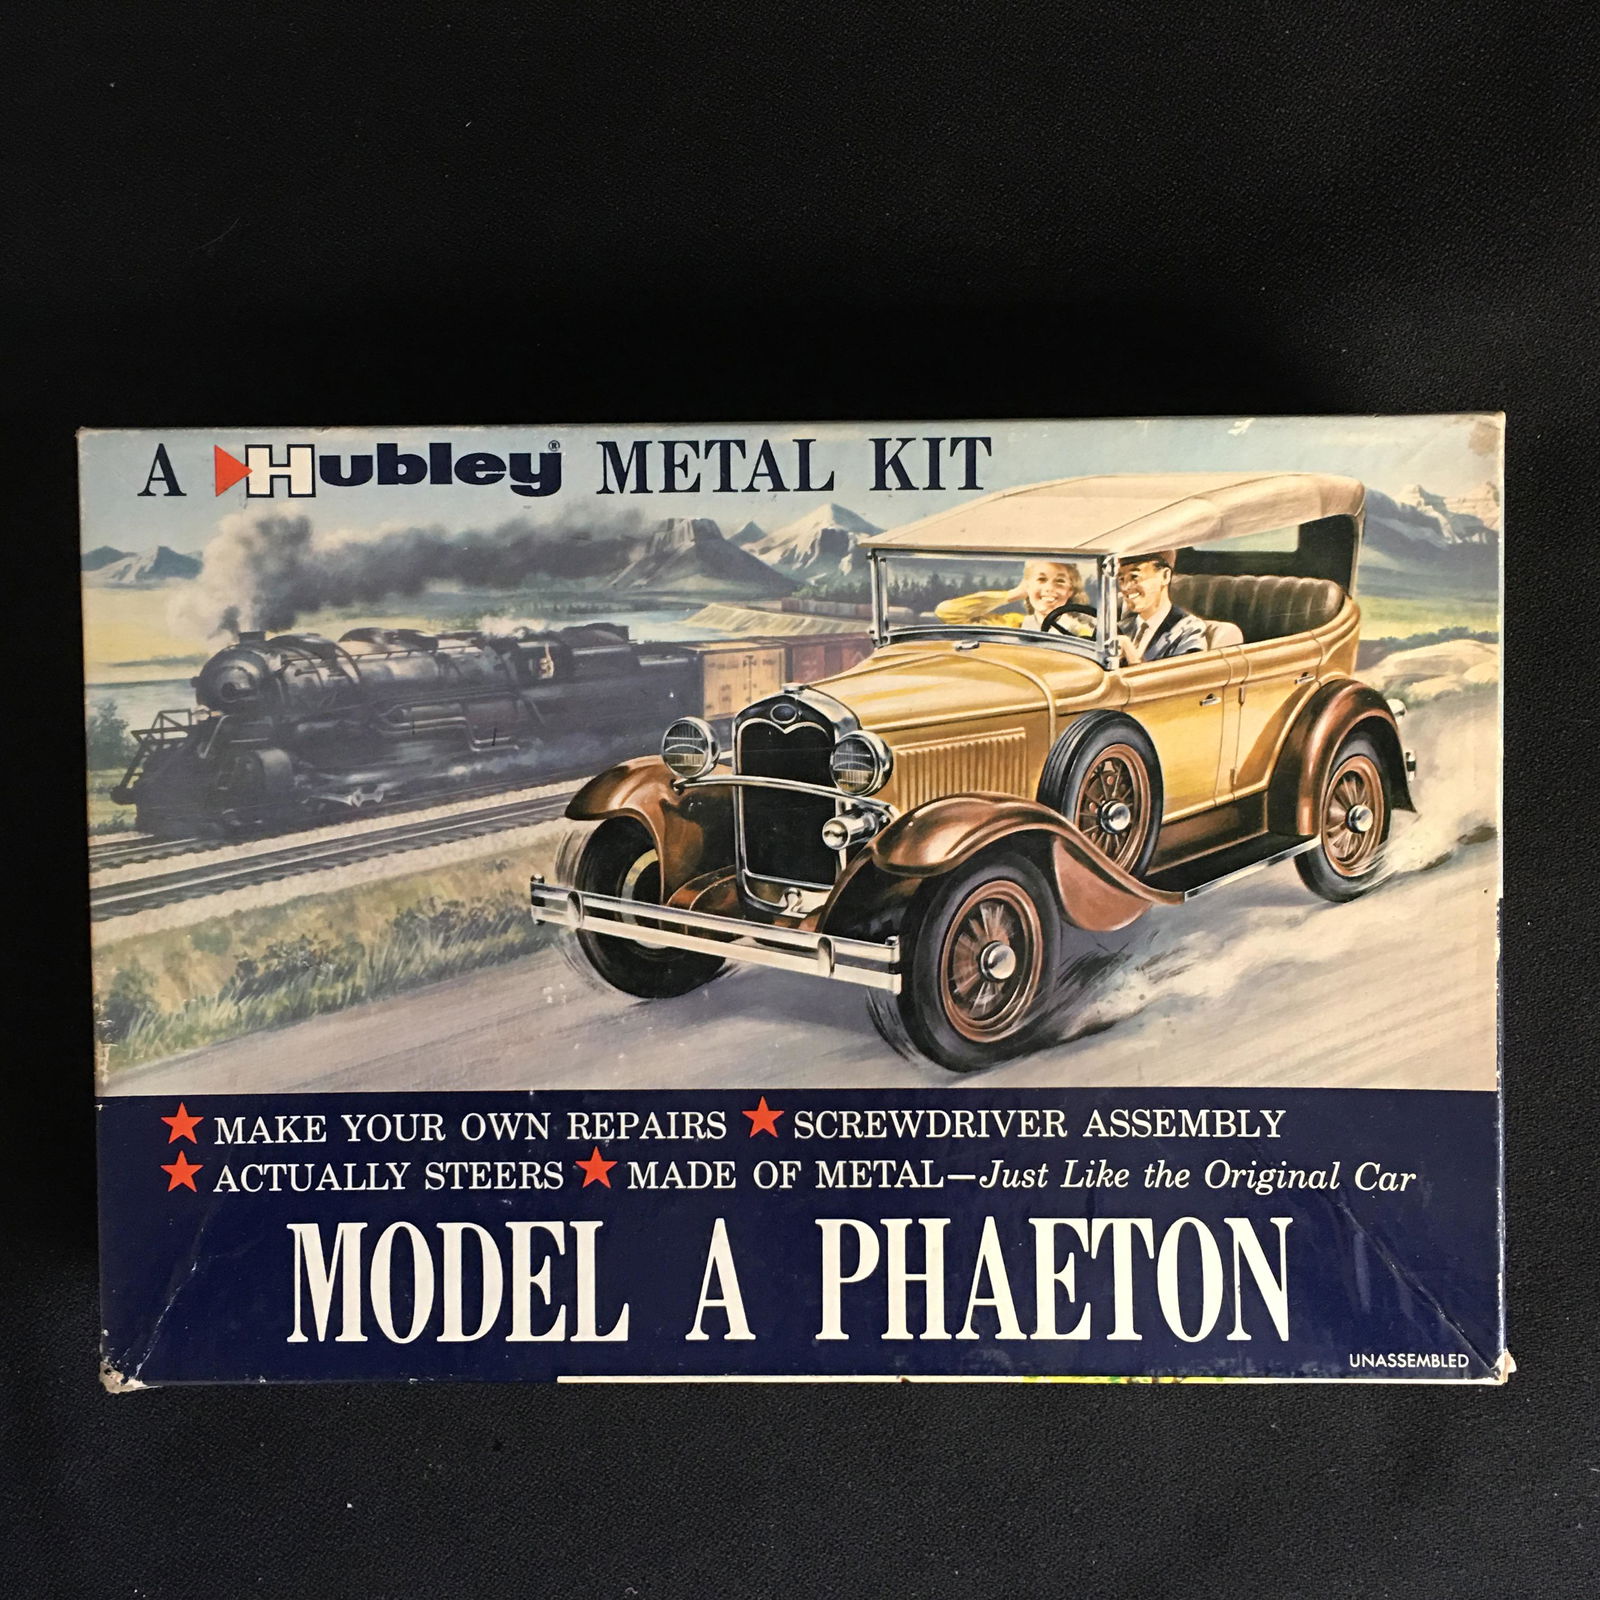 A Hubley® METAL KIT
★ MAKE YOUR OWN REPAIRS ★ SCREWDRIVER ASSEMBLY
★ ACTUALLY STEERS ★ MADE OF METAL—Just Like the Original Car
MODEL A PHAETON
UNASSEMBLED